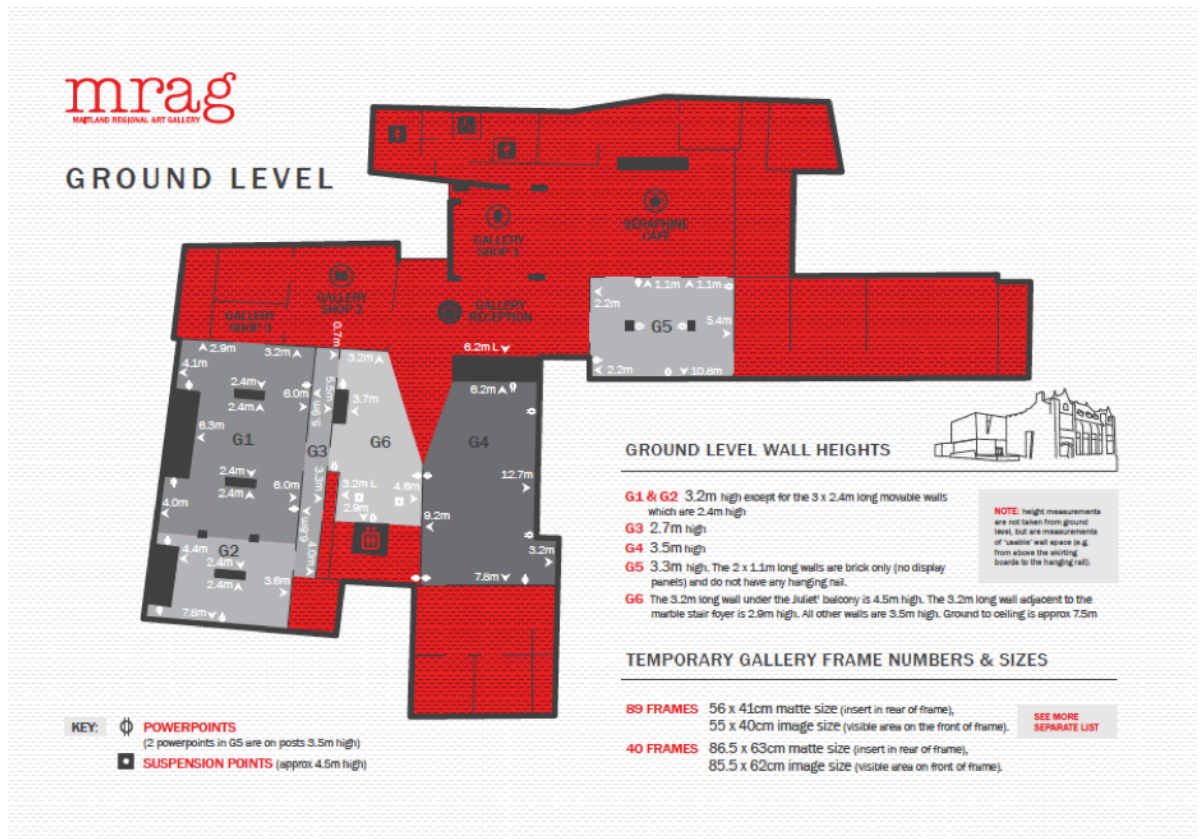 mrag
MAITLAND REGIONAL ART GALLERY
GROUND LEVEL
GALLERY
SHOP 1
SÉRAPHINE
CAFE
GALLERY
SHOP 2
GALLERY
RECEPTION
GALLERY
SHOP 3
1.1m 1.1m
2.2m
G5
5.4m
2.2m
10.8m
0.7m
6.2m L
2.9m
3.2m
3.2m
4.1m
2.4m
2.4m
6.0m
5.5m
5.9m
3.7m
6.2m
6.3m
G1
G3
G6
G4
2.4m
2.4m
6.0m
3.3m
3.2m L
4.6m
12.7m
4.0m
2.9m
9.2m
6.8m
4.0m
G2
4.4m
2.4m
2.4m
3.6m
7.8m
3.2m
7.8m
GROUND LEVEL WALL HEIGHTS
G1 & G2 3.2m high except for the 3 x 2.4m long movable walls
which are 2.4m high
G3 2.7m high
G4 3.5m high
G5 3.3m high. The 2 x 1.1m long walls are brick only (no display
panels) and do not have any hanging rail.
G6 The 3.2m long wall under the Juliet' balcony is 4.5m high. The 3.2m long wall adjacent to the
marble stair foyer is 2.9m high. All other walls are 3.5m high. Ground to ceiling is approx 7.5m
NOTE: height measurements
are not taken from ground
level, but are measurements
of 'usable' wall space (e.g.
from above the skirting
boards to the hanging rail).
TEMPORARY GALLERY FRAME NUMBERS & SIZES
89 FRAMES 56 x 41cm matte size (insert in rear of frame),
55 x 40cm image size (visible area on the front of frame).
40 FRAMES 86.5 x 63cm matte size (insert in rear of frame),
85.5 x 62cm image size (visible area on front of frame).
SEE MORE
SEPARATE LIST
KEY:
POWERPOINTS
(2 powerpoints in G5 are on posts 3.5m high)
SUSPENSION POINTS (approx 4.5m high)